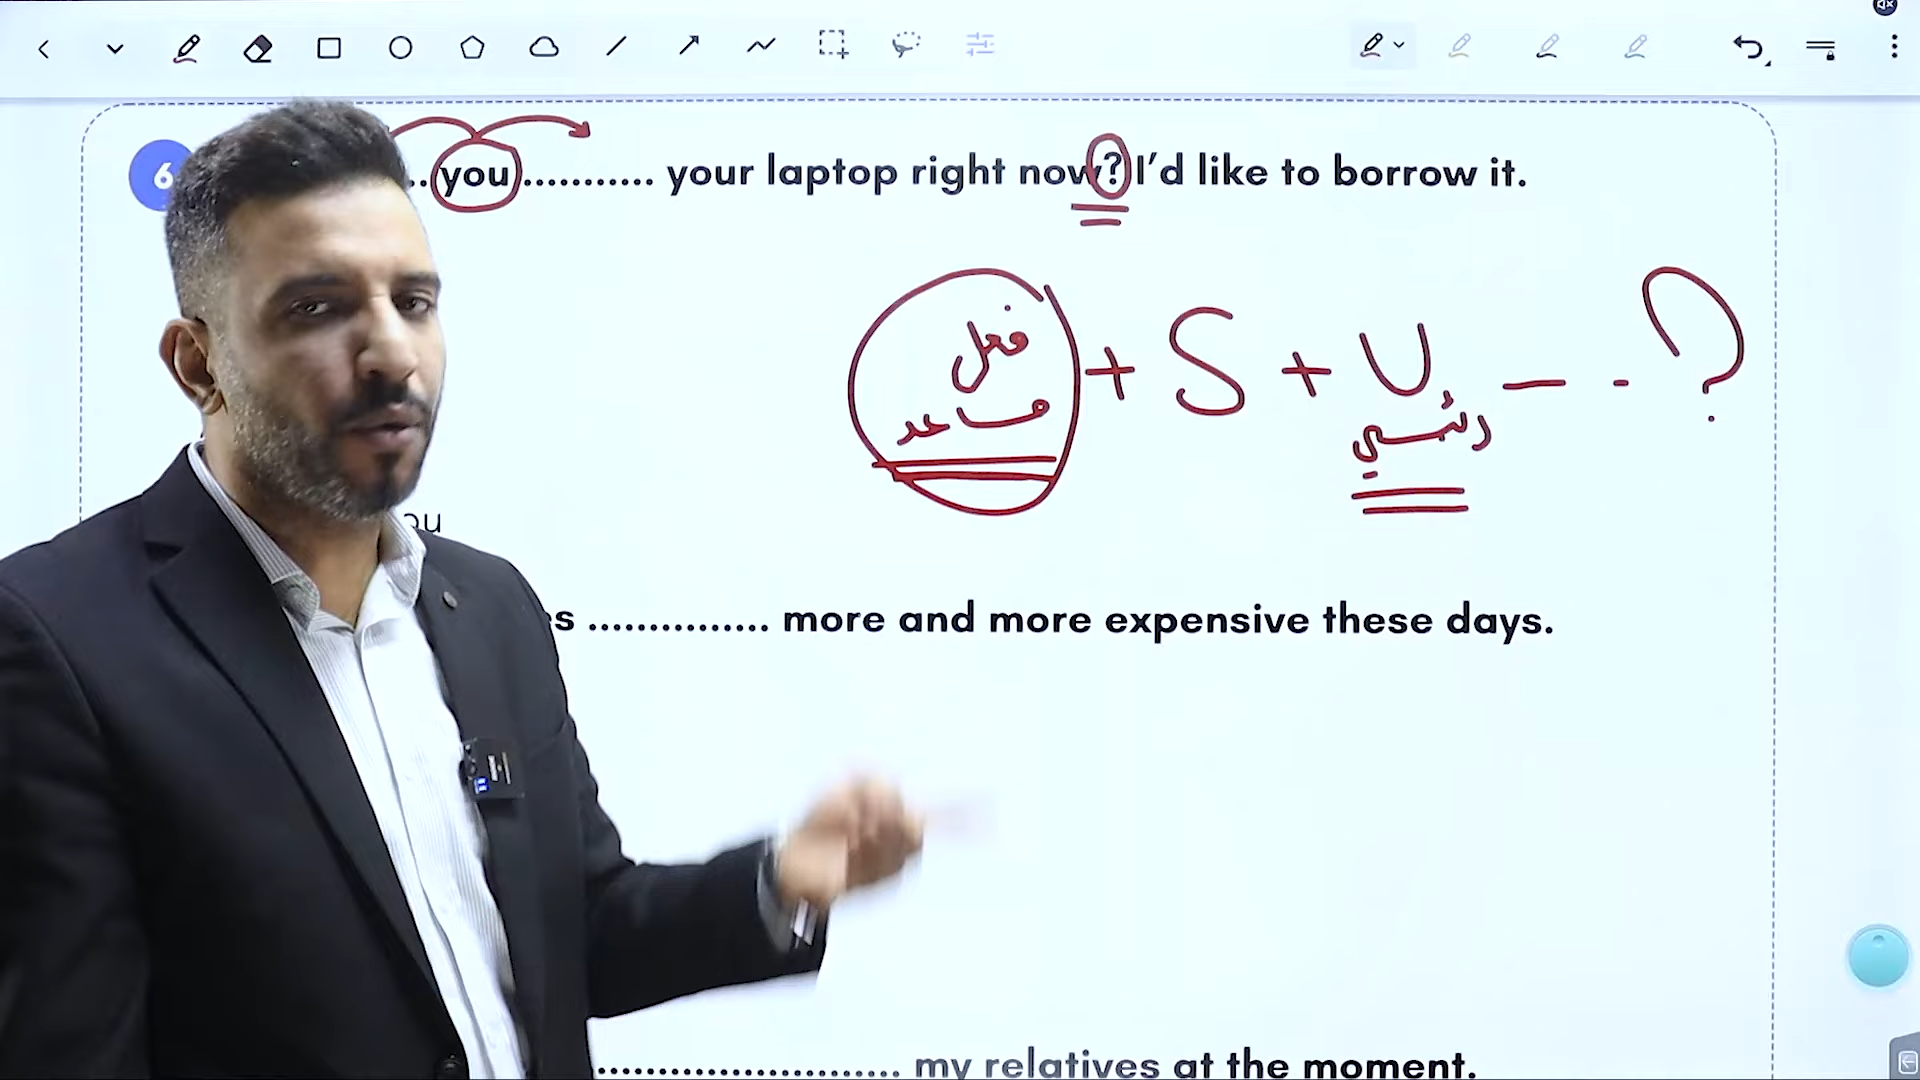 6 .. you ........... your laptop right now? I’d like to borrow it.
فعل
مساعد + S + V - - ?
رئيسي
ou
es ............... more and more expensive these days.
......................... my relatives at the moment.